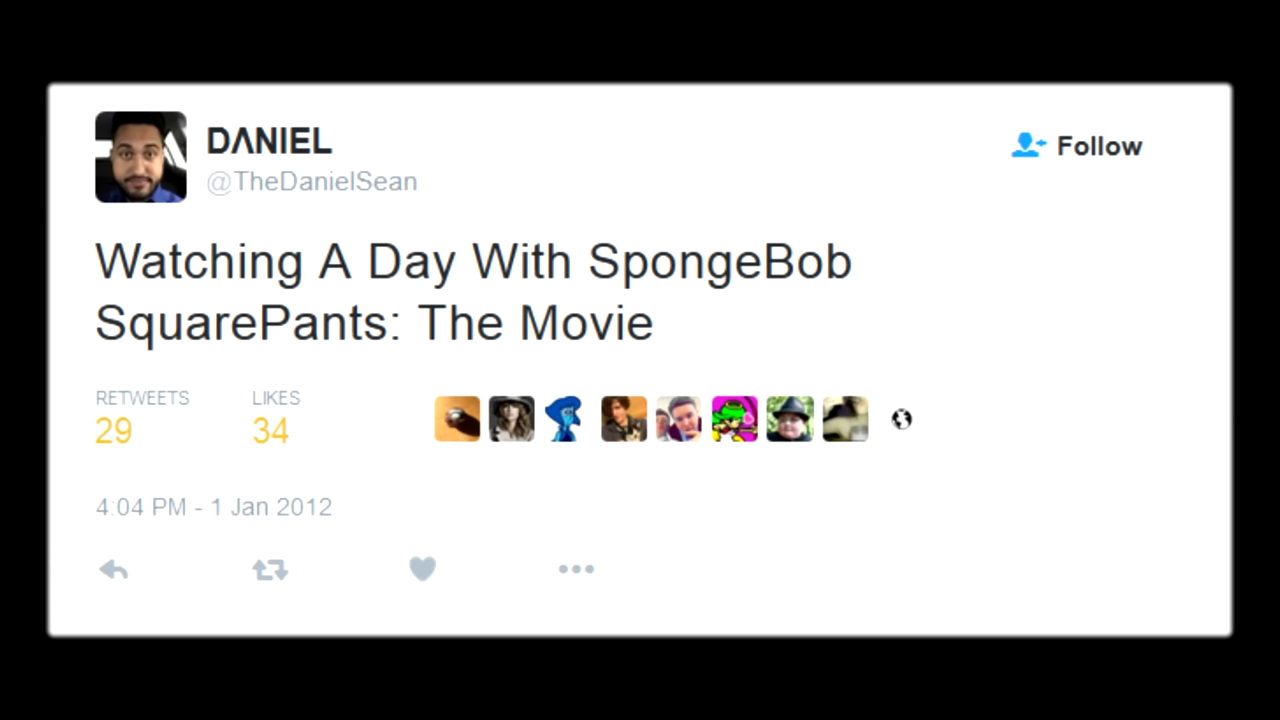 DΛNIEL
@TheDanielSean
Follow
Watching A Day With SpongeBob
SquarePants: The Movie
RETWEETS LIKES
29 34
4:04 PM - 1 Jan 2012